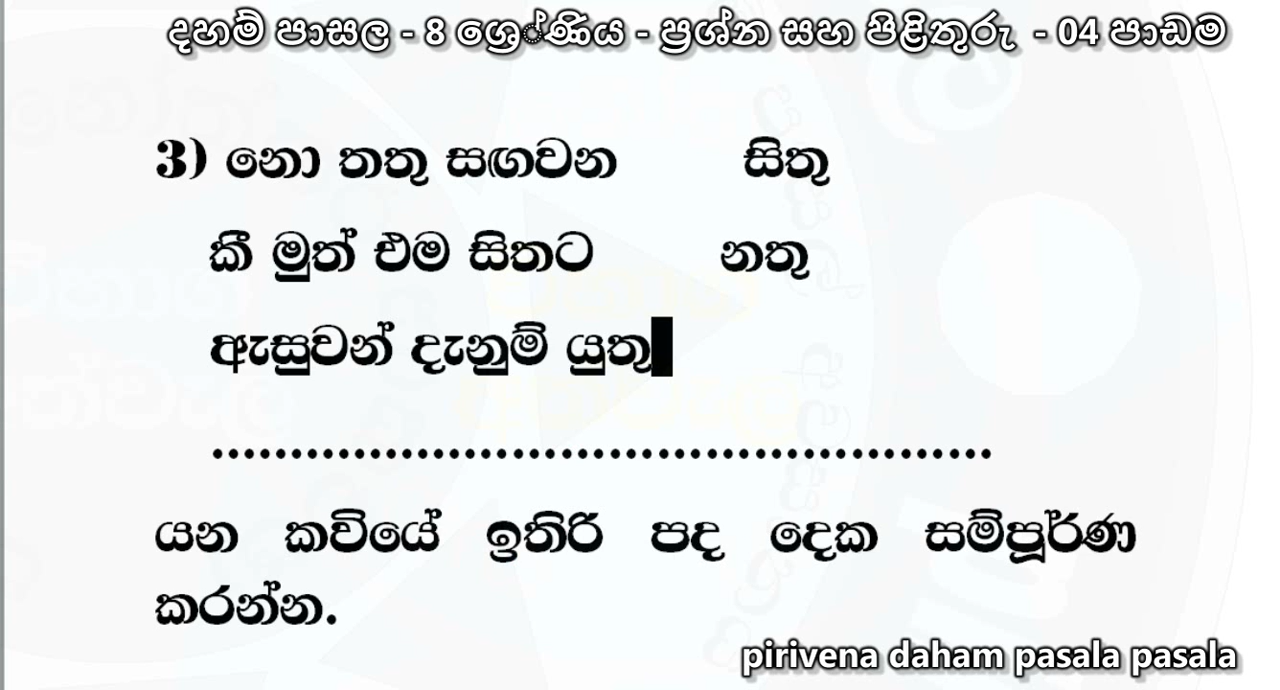 දහම් පාසල - 8 ශ්‍රේණිය - ප්‍රශ්න සහ පිළිතුරු - 04 පාඩම
3) නො තතු සඟවන සිතු
කී මුත් එම සිතට නතු
ඇසුවන් දැනුම් යුතු
..................................................
යන කවියේ ඉතිරි පද දෙක සම්පූර්ණ
කරන්න.
pirivena daham pasala pasala